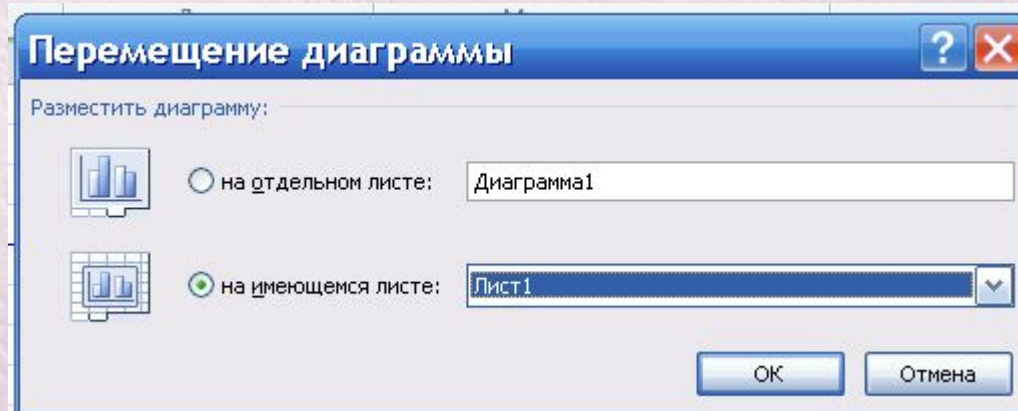 Перемещение диаграммы
Разместить диаграмму:
на отдельном листе: Диаграмма1
на имеющемся листе: Лист1
ОК Отмена